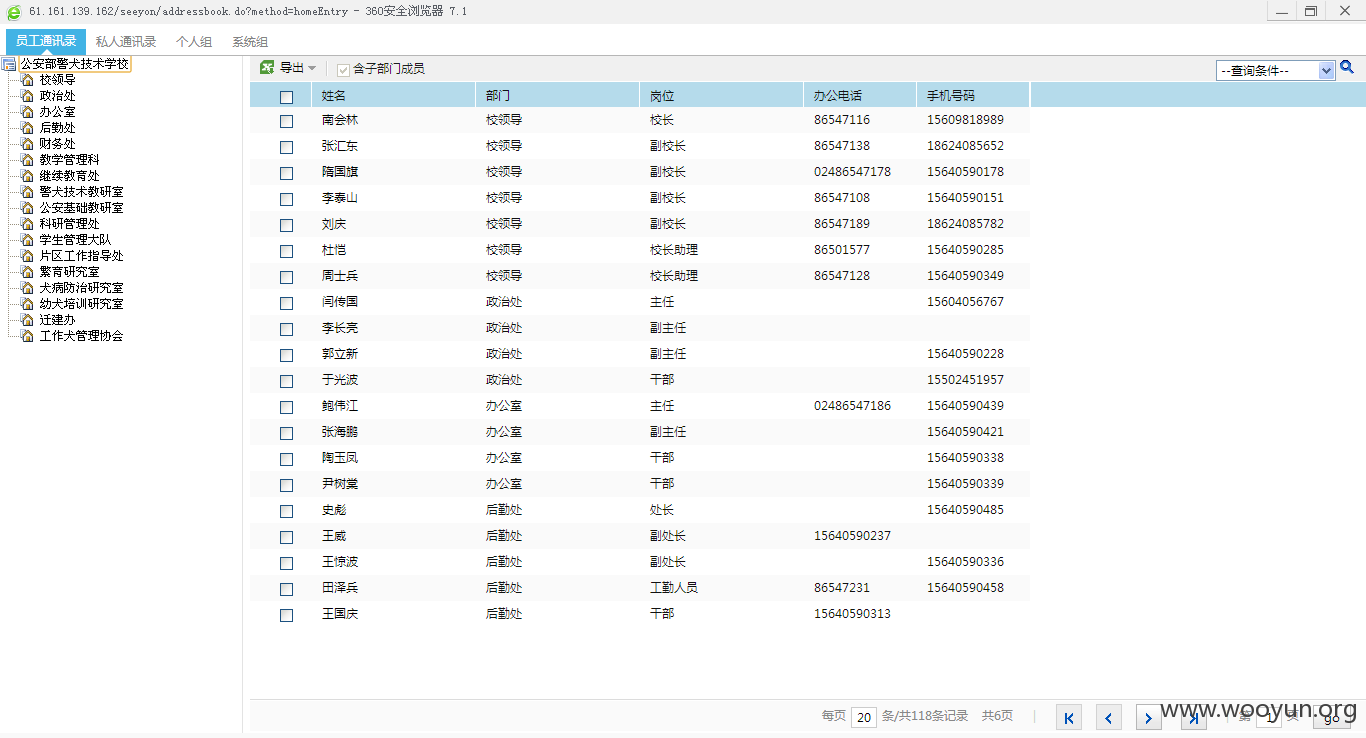 61.161.139.162/seeyon/addressbook.do?method=homeEntry - 360安全浏览器 7.1
员工通讯录 私人通讯录 个人组 系统组
公安部警犬技术学校
校领导
政治处
办公室
后勤处
财务处
教学管理科
继续教育处
警犬技术教研室
公安基础教研室
科研管理处
学生管理大队
片区工作指导处
繁育研究室
犬病防治研究室
幼犬培训研究室
迁建办
工作犬管理协会
导出 含子部门成员 --查询条件--
姓名 部门 岗位 办公电话 手机号码
南会林 校领导 校长 86547116 15609818989
张汇东 校领导 副校长 86547138 18624085652
隋国旗 校领导 副校长 02486547178 15640590178
李泰山 校领导 副校长 86547108 15640590151
刘庆 校领导 副校长 86547189 18624085782
杜恺 校领导 校长助理 86501577 15640590285
周士兵 校领导 校长助理 86547128 15640590349
闫传国 政治处 主任 15604056767
李长亮 政治处 副主任
郭立新 政治处 副主任 15640590228
于光波 政治处 干部 15502451957
鲍伟江 办公室 主任 02486547186 15640590439
张海鹏 办公室 副主任 15640590421
陶玉凤 办公室 干部 15640590338
尹树棠 办公室 干部 15640590339
史彪 后勤处 处长 15640590485
王威 后勤处 副处长 15640590237
王惊波 后勤处 副处长 15640590336
田泽兵 后勤处 工勤人员 86547231 15640590458
王国庆 后勤处 干部 15640590313
每页 20 条/共118条记录 共6页 第 1 页 go
www.wooyun.org